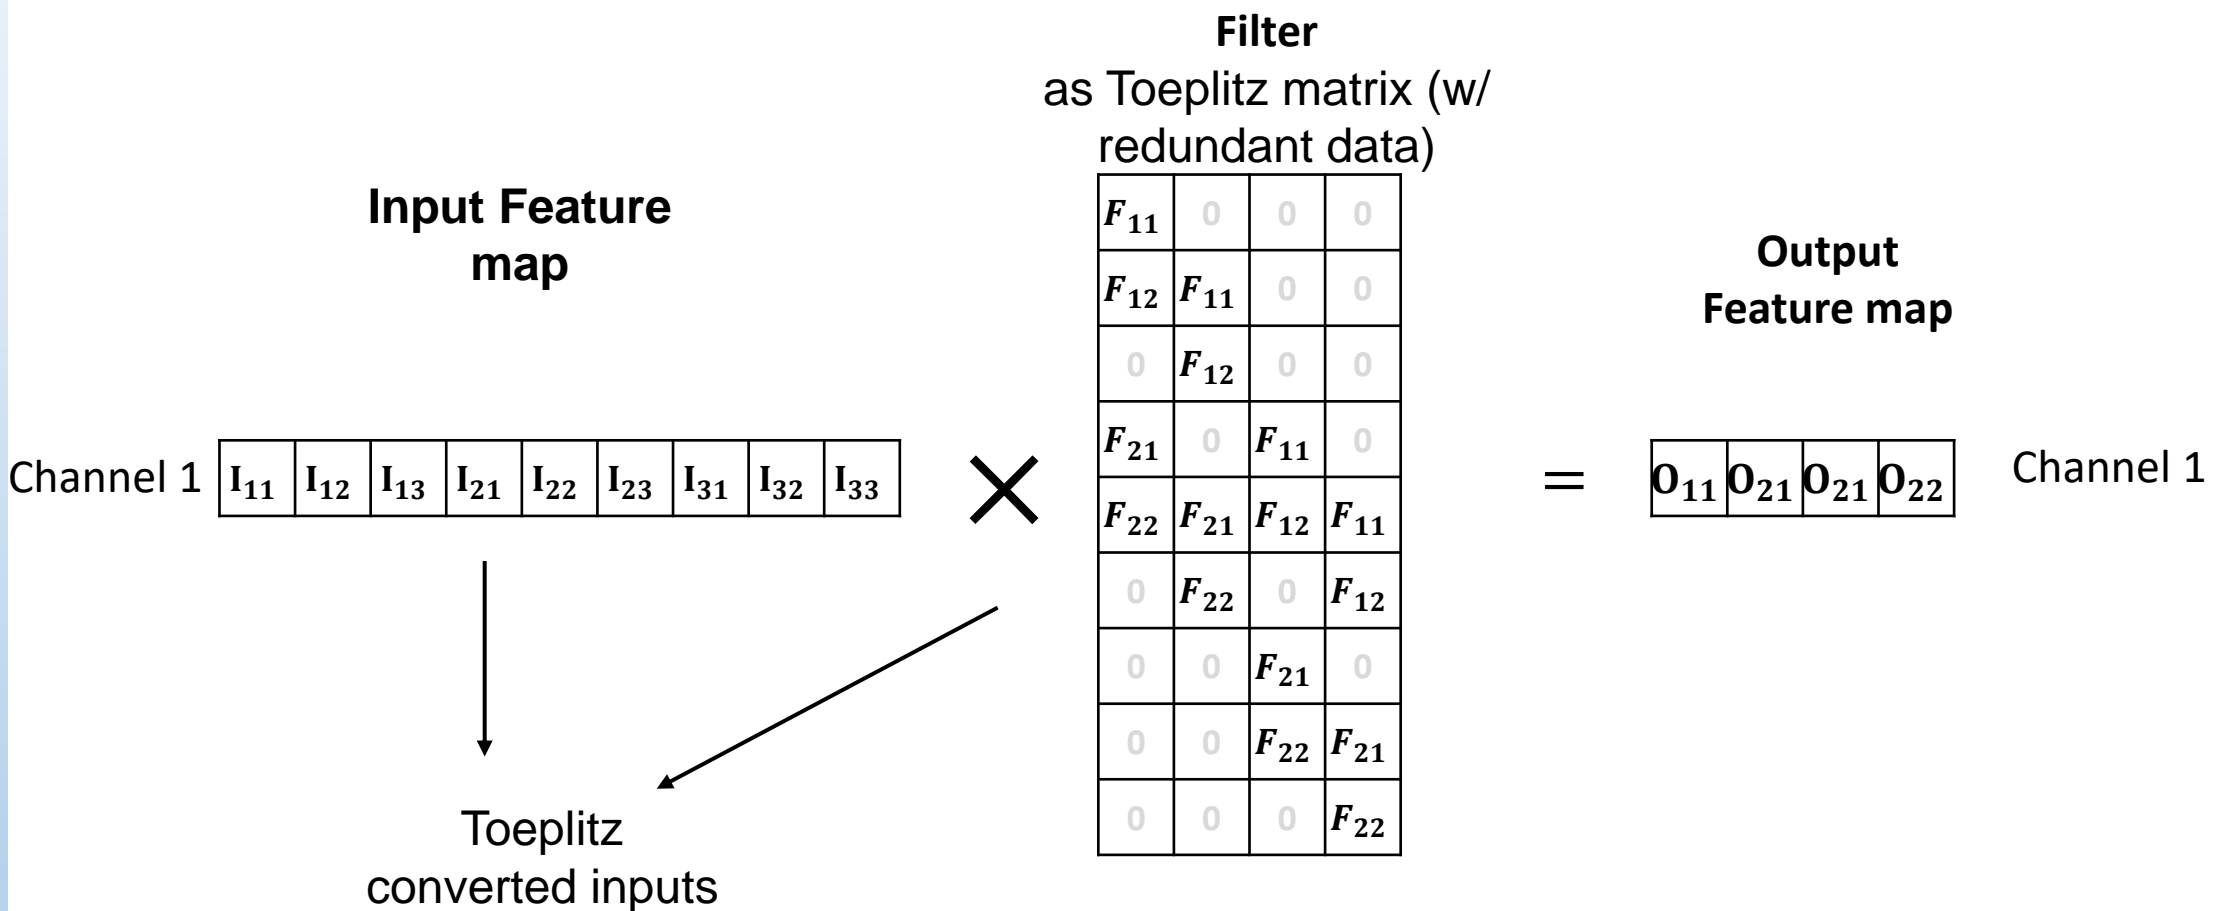 Filter
as Toeplitz matrix (w/
redundant data)
Input Feature
map
Output
Feature map
Channel 1
I₁₁ I₁₂ I₁₃ I₂₁ I₂₂ I₂₃ I₃₁ I₃₂ I₃₃
×
F₁₁ 0 0 0
F₁₂ F₁₁ 0 0
0 F₁₂ 0 0
F₂₁ 0 F₁₁ 0
F₂₂ F₂₁ F₁₂ F₁₁
0 F₂₂ 0 F₁₂
0 0 F₂₁ 0
0 0 F₂₂ F₂₁
0 0 0 F₂₂
=
O₁₁ O₂₁ O₂₁ O₂₂
Channel 1
Toeplitz
converted inputs